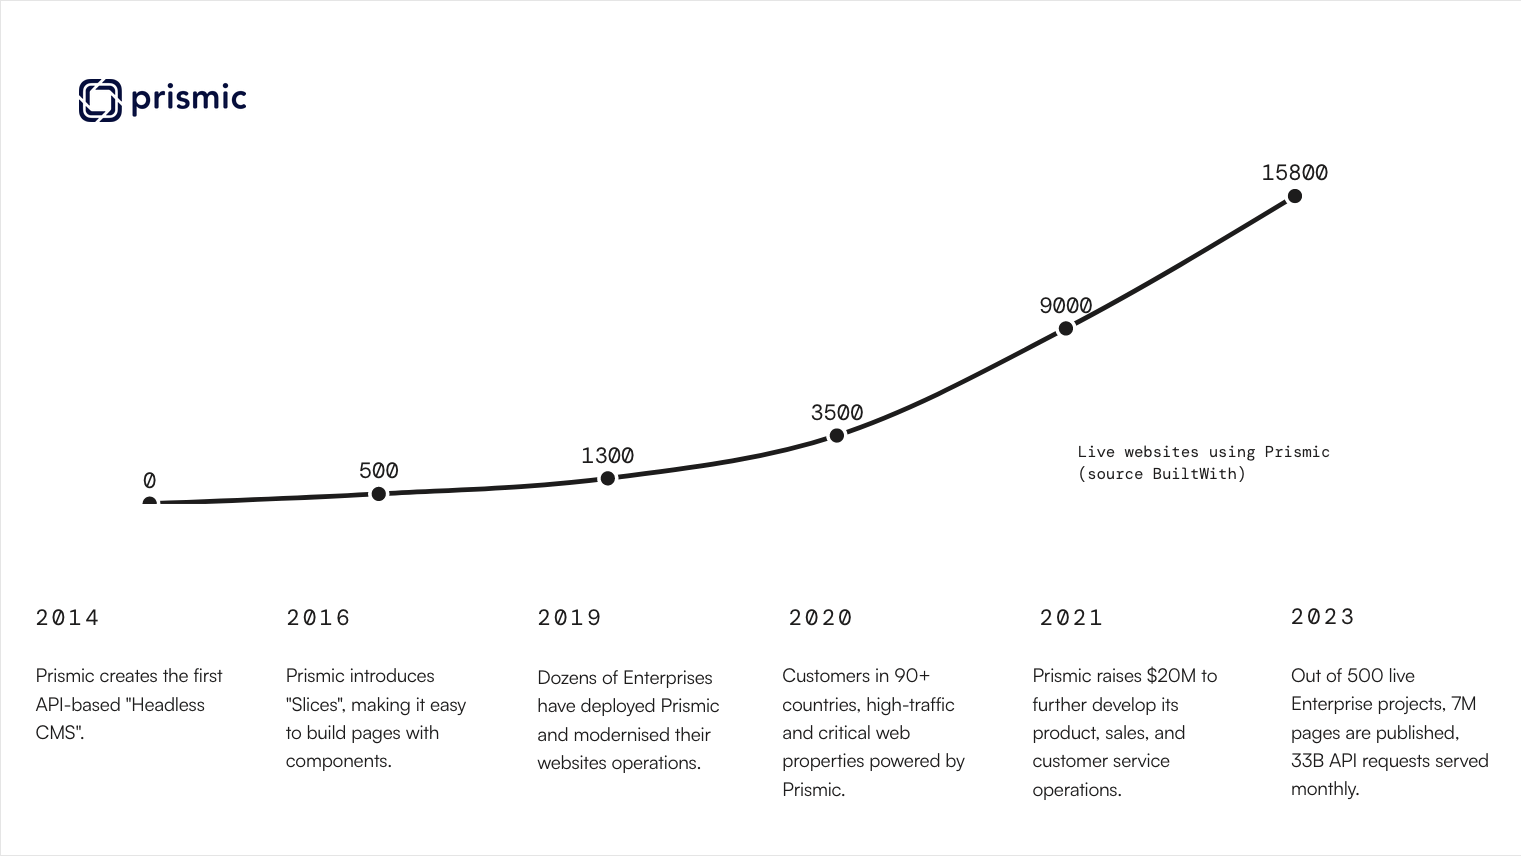 prismic
15800
9000
3500
1300
500
0
Live websites using Prismic
(source BuiltWith)
2014
Prismic creates the first
API-based "Headless
CMS".
2016
Prismic introduces
"Slices", making it easy
to build pages with
components.
2019
Dozens of Enterprises
have deployed Prismic
and modernised their
websites operations.
2020
Customers in 90+
countries, high-traffic
and critical web
properties powered by
Prismic.
2021
Prismic raises $20M to
further develop its
product, sales, and
customer service
operations.
2023
Out of 500 live
Enterprise projects, 7M
pages are published,
33B API requests served
monthly.